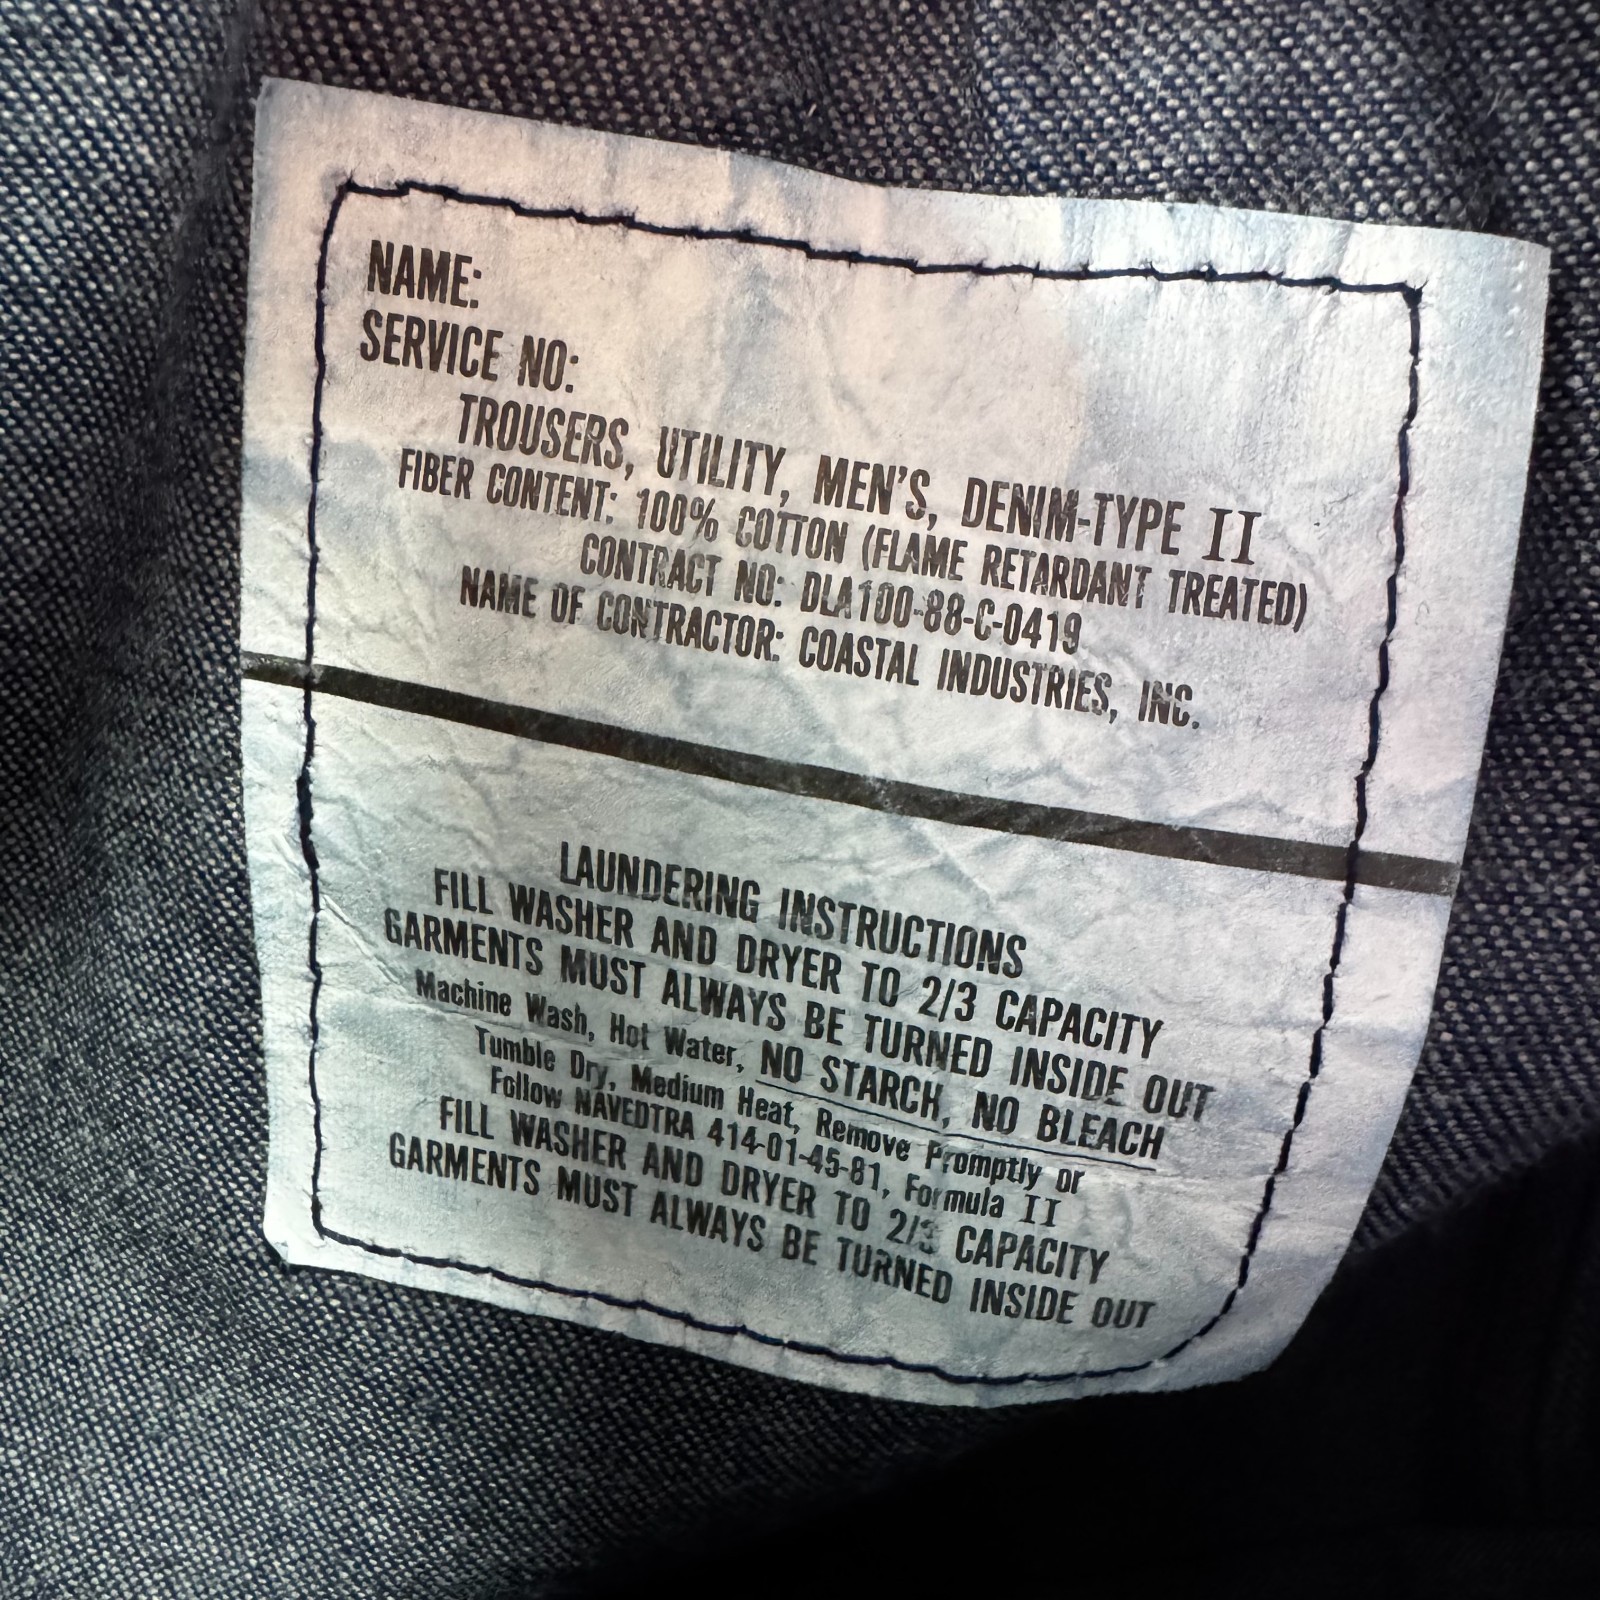 NAME:
SERVICE NO:
TROUSERS, UTILITY, MEN'S, DENIM-TYPE II
FIBER CONTENT: 100% COTTON (FLAME RETARDANT TREATED)
CONTRACT NO: DLA100-88-C-0419
NAME OF CONTRACTOR: COASTAL INDUSTRIES, INC.
LAUNDERING INSTRUCTIONS
FILL WASHER AND DRYER TO 2/3 CAPACITY
GARMENTS MUST ALWAYS BE TURNED INSIDE OUT
Machine Wash, Hot Water, NO STARCH, NO BLEACH
Tumble Dry, Medium Heat, Remove Promptly or
Follow NAVEDTRA 414-01-45-81, Formula II
FILL WASHER AND DRYER TO 2/3 CAPACITY
GARMENTS MUST ALWAYS BE TURNED INSIDE OUT